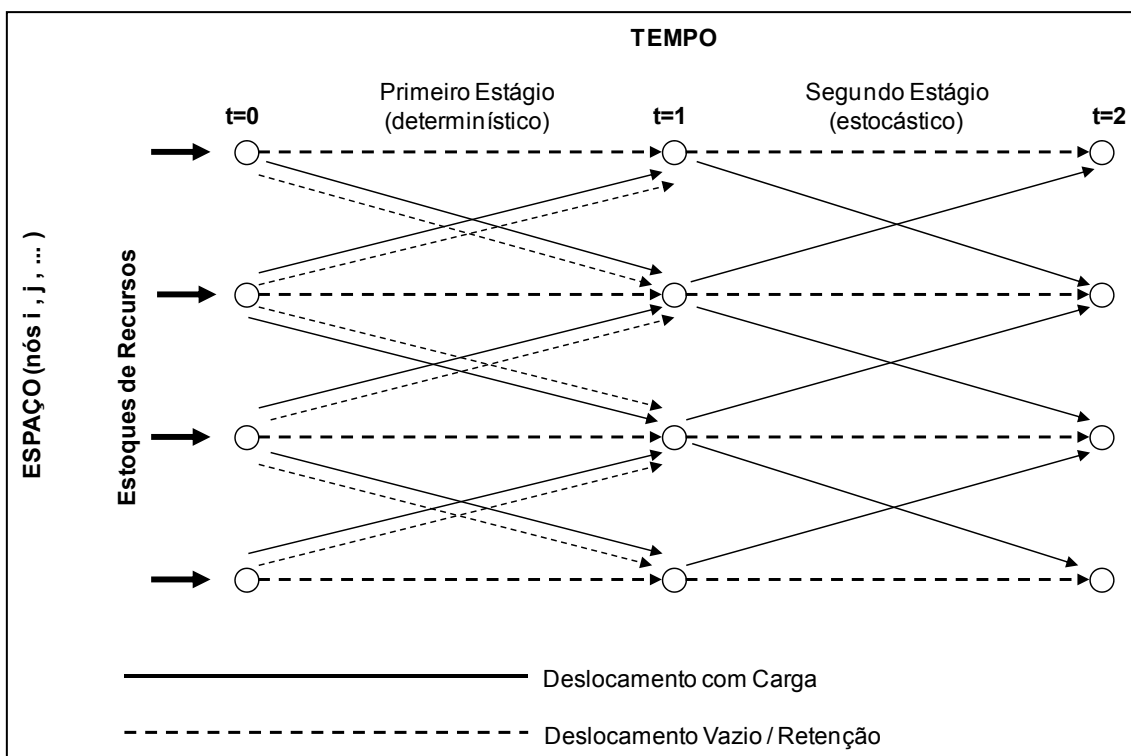 TEMPO
Primeiro Estágio
(determinístico)
Segundo Estágio
(estocástico)
t=0
t=1
t=2
ESPAÇO (nós i , j , ... )
Estoques de Recursos
Deslocamento com Carga
Deslocamento Vazio / Retenção